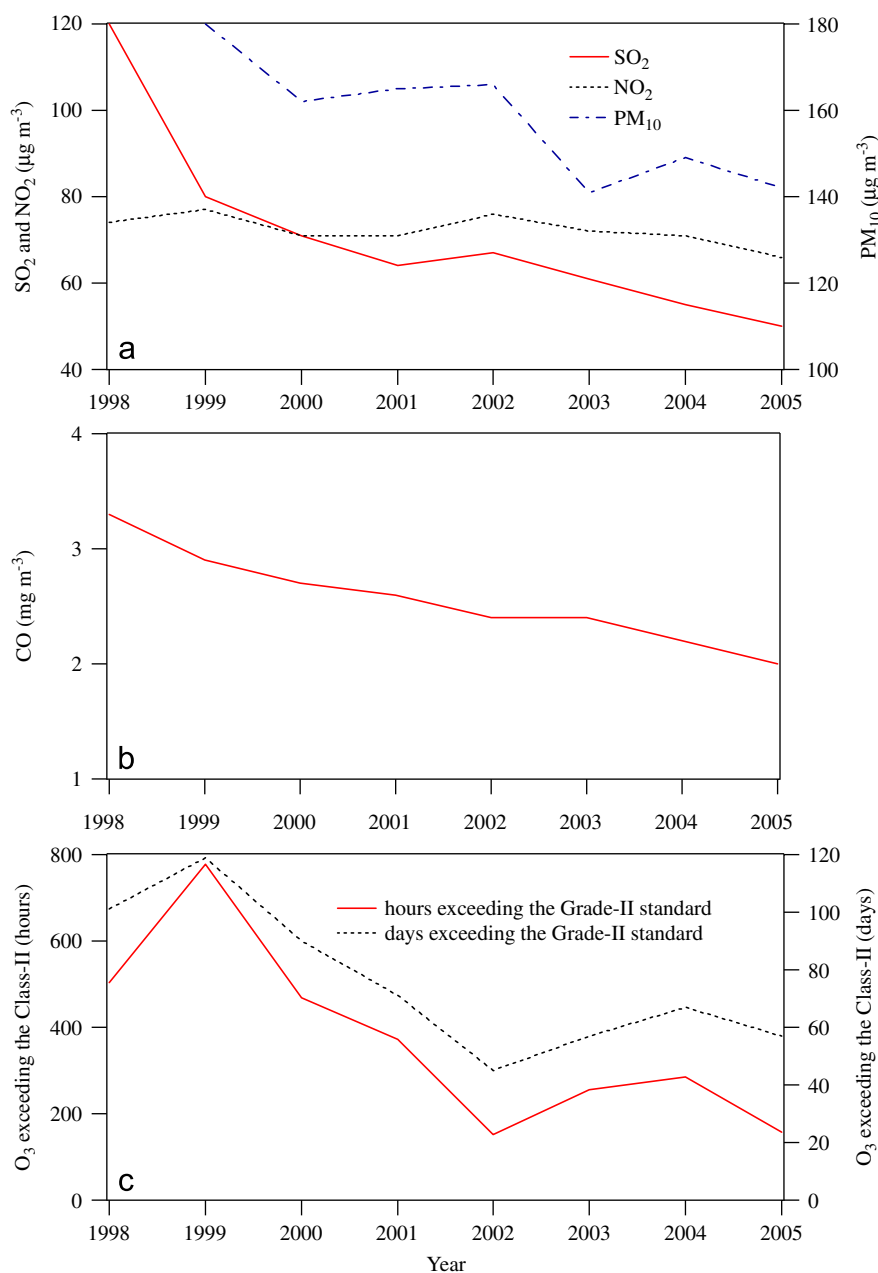 120
100
80
60
40
SO₂ and NO₂ (µg m⁻³)
180
160
140
120
100
PM₁₀ (µg m⁻³)
SO₂
NO₂
PM₁₀
a
1998 1999 2000 2001 2002 2003 2004 2005
4
3
2
1
CO (mg m⁻³)
b
1998 1999 2000 2001 2002 2003 2004 2005
800
600
400
200
0
O₃ exceeding the Class-II (hours)
120
100
80
60
40
20
0
O₃ exceeding the Class-II (days)
hours exceeding the Grade-II standard
days exceeding the Grade-II standard
c
1998 1999 2000 2001 2002 2003 2004 2005
Year